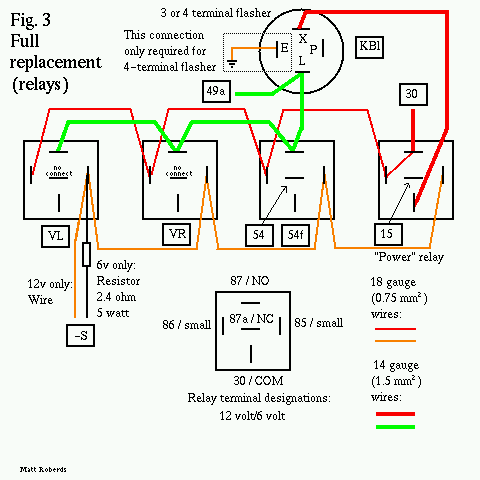 Fig. 3
Full
replacement
(relays)
3 or 4 terminal flasher
This connection
only required for
4-terminal flasher
E
X
P
L
KBl
49a
30
no
connect
no
connect
VL
VR
54
54f
15
"Power" relay
12v only:
Wire
6v only:
Resistor
2.4 ohm
5 watt
-S
87 / NO
87a / NC
86 / small
85 / small
30 / COM
Relay terminal designations:
12 volt/6 volt
18 gauge
(0.75 mm²)
wires:
14 gauge
(1.5 mm²)
wires:
Matt Roberds